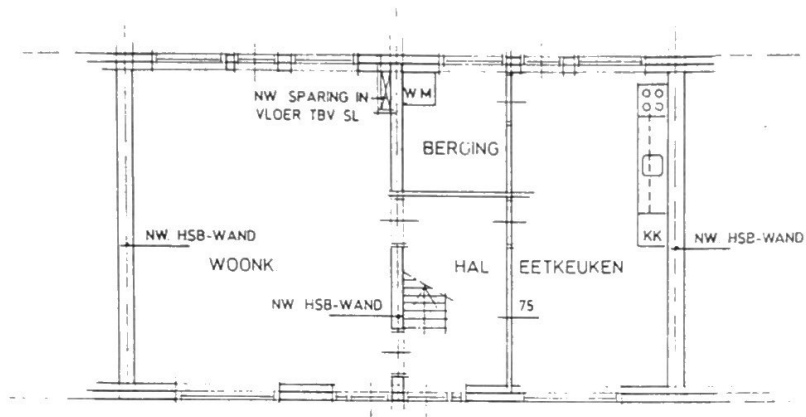 NW SPARING IN
VLOER TBV SL
WM
BERGING
NW. HSB-WAND
WOONK.
HAL
EETKEUKEN
KK
NW. HSB-WAND
NW HSB-WAND
75